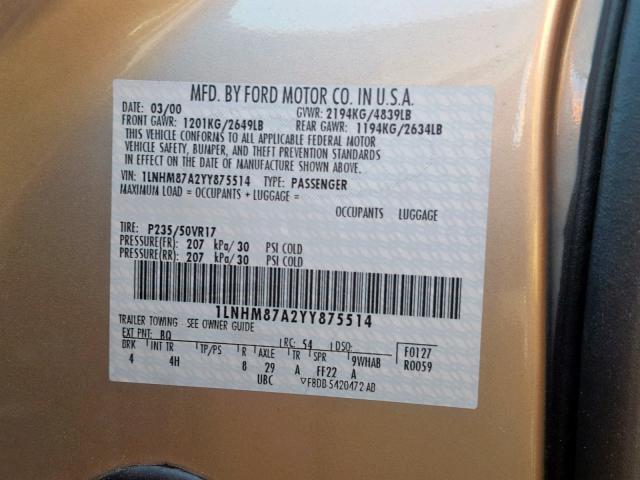 MFD. BY FORD MOTOR CO. IN U.S.A.
DATE: 03/00 GVWR: 2194KG/4839LB
FRONT GAWR: 1201KG/2649LB REAR GAWR: 1194KG/2634LB
THIS VEHICLE CONFORMS TO ALL APPLICABLE FEDERAL MOTOR
VEHICLE SAFETY, BUMPER, AND THEFT PREVENTION STANDARDS
IN EFFECT ON THE DATE OF MANUFACTURE SHOWN ABOVE.
VIN: 1LNHM87A2YY875514 TYPE: PASSENGER
MAXIMUM LOAD = OCCUPANTS + LUGGAGE =
OCCUPANTS LUGGAGE
TIRE: P235/50VR17
PRESSURE(FR): 207 kPa/30 PSI COLD
PRESSURE(RR): 207 kPa/30 PSI COLD
1LNHM87A2YY875514
TRAILER TOWING - SEE OWNER GUIDE
EXT PNT: BQ RC: 54 DSO: F0127
BRK INT TR TP/PS R AXLE TR SPR 9WHAB R0059
4 4H 8 29 A FF22 A
UBC ▽F8DB 5420472 AB